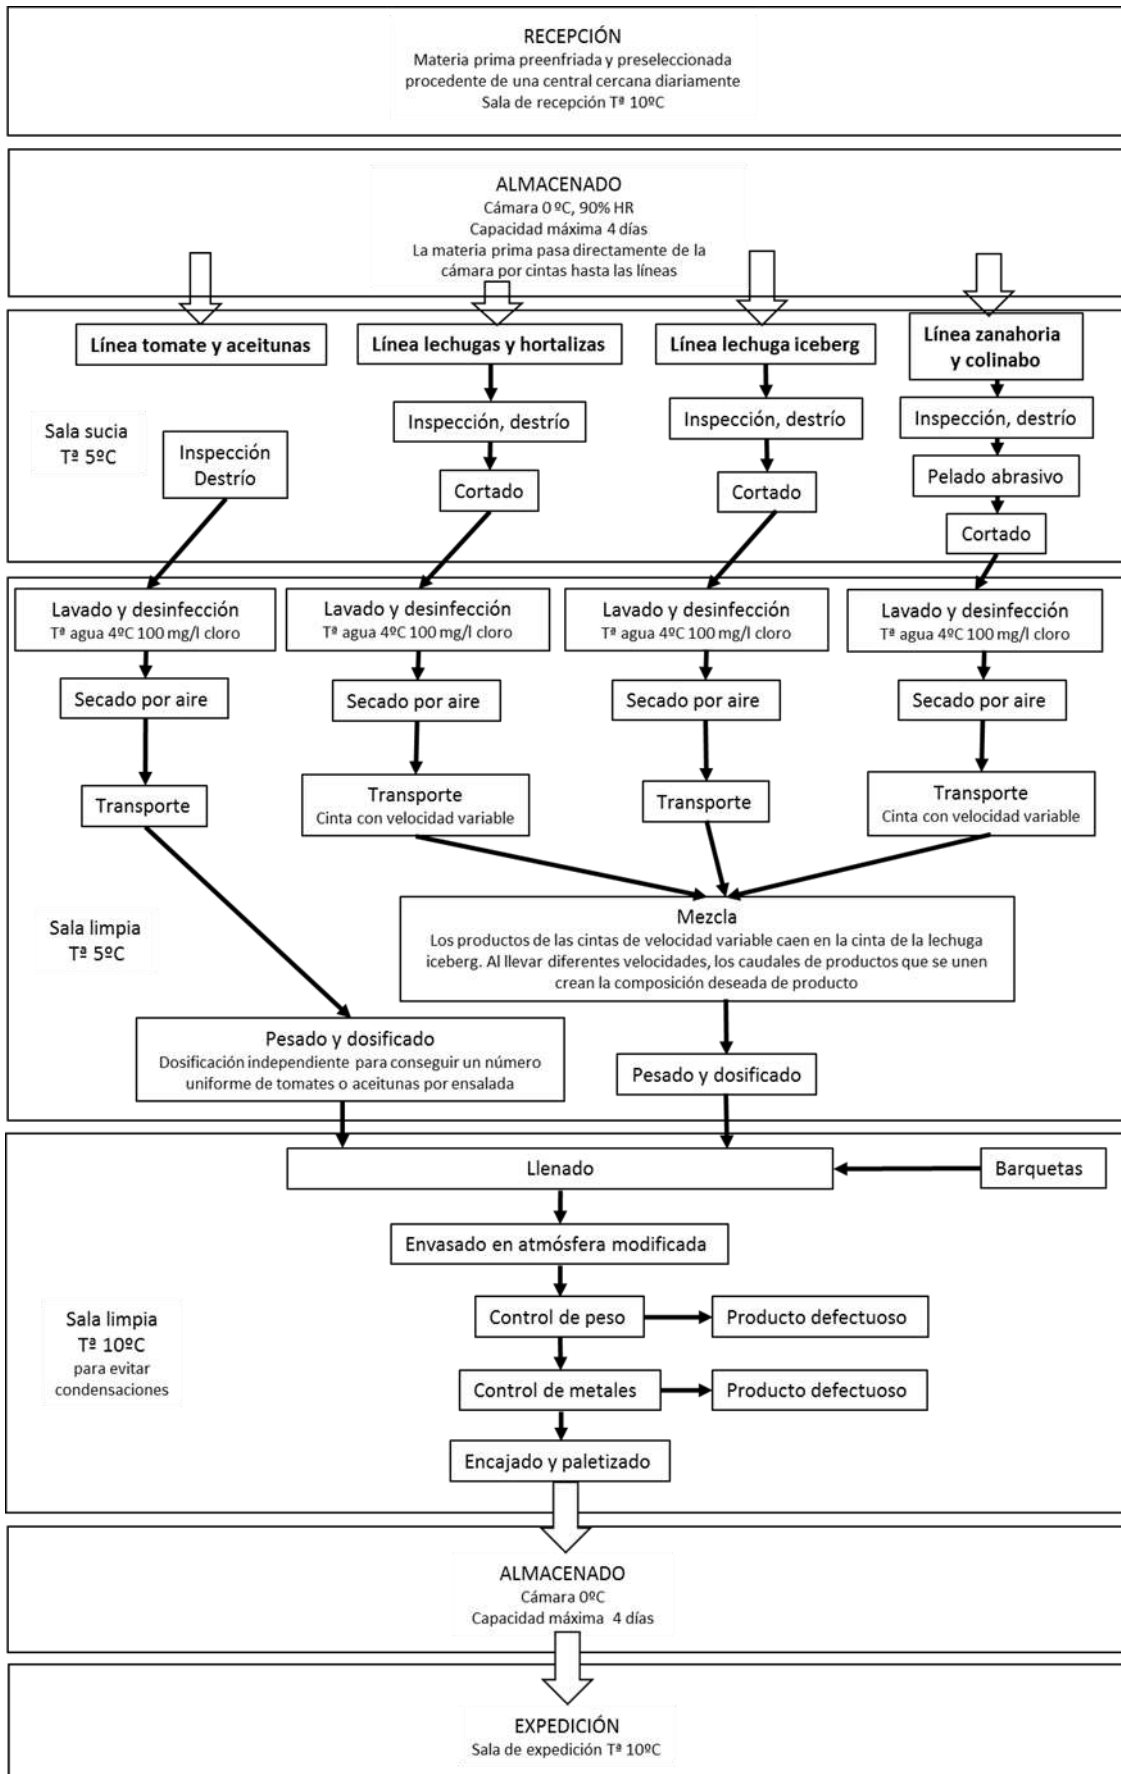 RECEPCIÓN
Materia prima preenfriada y preseleccionada
procedente de una central cercana diariamente
Sala de recepción Tª 10ºC
ALMACENADO
Cámara 0 ºC, 90% HR
Capacidad máxima 4 días
La materia prima pasa directamente de la
cámara por cintas hasta las líneas
Línea tomate y aceitunas
Línea lechugas y hortalizas
Línea lechuga iceberg
Línea zanahoria
y colinabo
Sala sucia
Tª 5ºC
Inspección
Destrío
Inspección, destrío
Cortado
Inspección, destrío
Cortado
Inspección, destrío
Pelado abrasivo
Cortado
Lavado y desinfección
Tª agua 4ºC 100 mg/l cloro
Lavado y desinfección
Tª agua 4ºC 100 mg/l cloro
Lavado y desinfección
Tª agua 4ºC 100 mg/l cloro
Lavado y desinfección
Tª agua 4ºC 100 mg/l cloro
Secado por aire
Secado por aire
Secado por aire
Secado por aire
Transporte
Transporte
Cinta con velocidad variable
Transporte
Transporte
Cinta con velocidad variable
Sala limpia
Tª 5ºC
Mezcla
Los productos de las cintas de velocidad variable caen en la cinta de la lechuga
iceberg. Al llevar diferentes velocidades, los caudales de productos que se unen
crean la composición deseada de producto
Pesado y dosificado
Dosificación independiente para conseguir un número
uniforme de tomates o aceitunas por ensalada
Pesado y dosificado
Llenado
Barquetas
Envasado en atmósfera modificada
Sala limpia
Tª 10ºC
para evitar
condensaciones
Control de peso
Producto defectuoso
Control de metales
Producto defectuoso
Encajado y paletizado
ALMACENADO
Cámara 0ºC
Capacidad máxima 4 días
EXPEDICIÓN
Sala de expedición Tª 10ºC